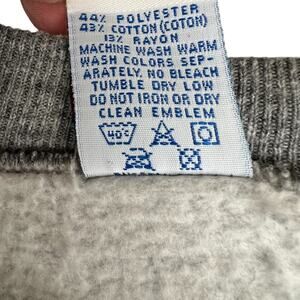 44% POLYESTER
43% COTTON (COTON)
13% RAYON
MACHINE WASH WARM
WASH COLORS SEP-
ARATELY. NO BLEACH
TUMBLE DRY LOW
DO NOT IRON OR DRY
CLEAN EMBLEM
40°